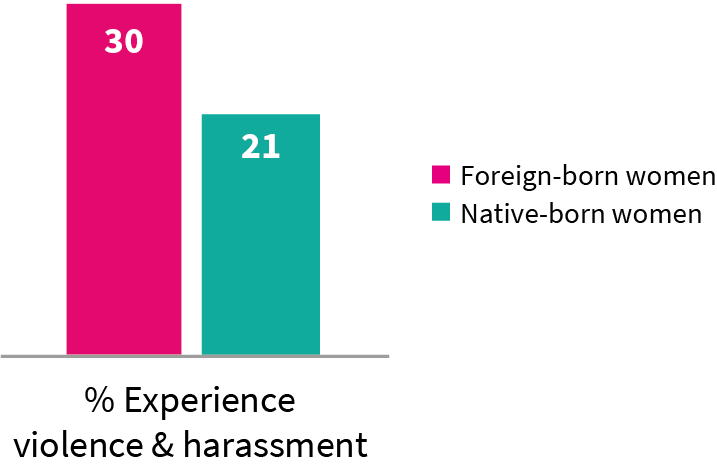 30
21
Foreign-born women
Native-born women
% Experience
violence & harassment